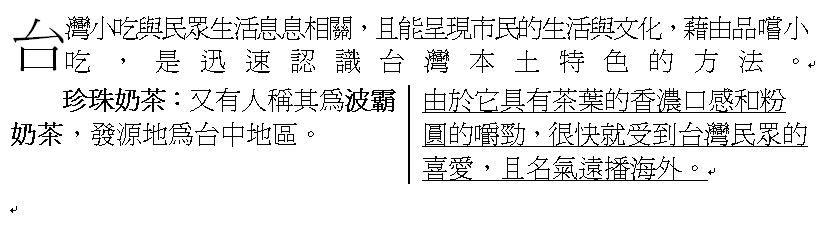 台灣小吃與民眾生活息息相關，且能呈現市民的生活與文化，藉由品嚐小
吃，是迅速認識台灣本土特色的方法。
珍珠奶茶：又有人稱其為波霸
奶茶，發源地為台中地區。
由於它具有茶葉的香濃口感和粉
圓的嚼勁，很快就受到台灣民眾的
喜愛，且名氣遠播海外。